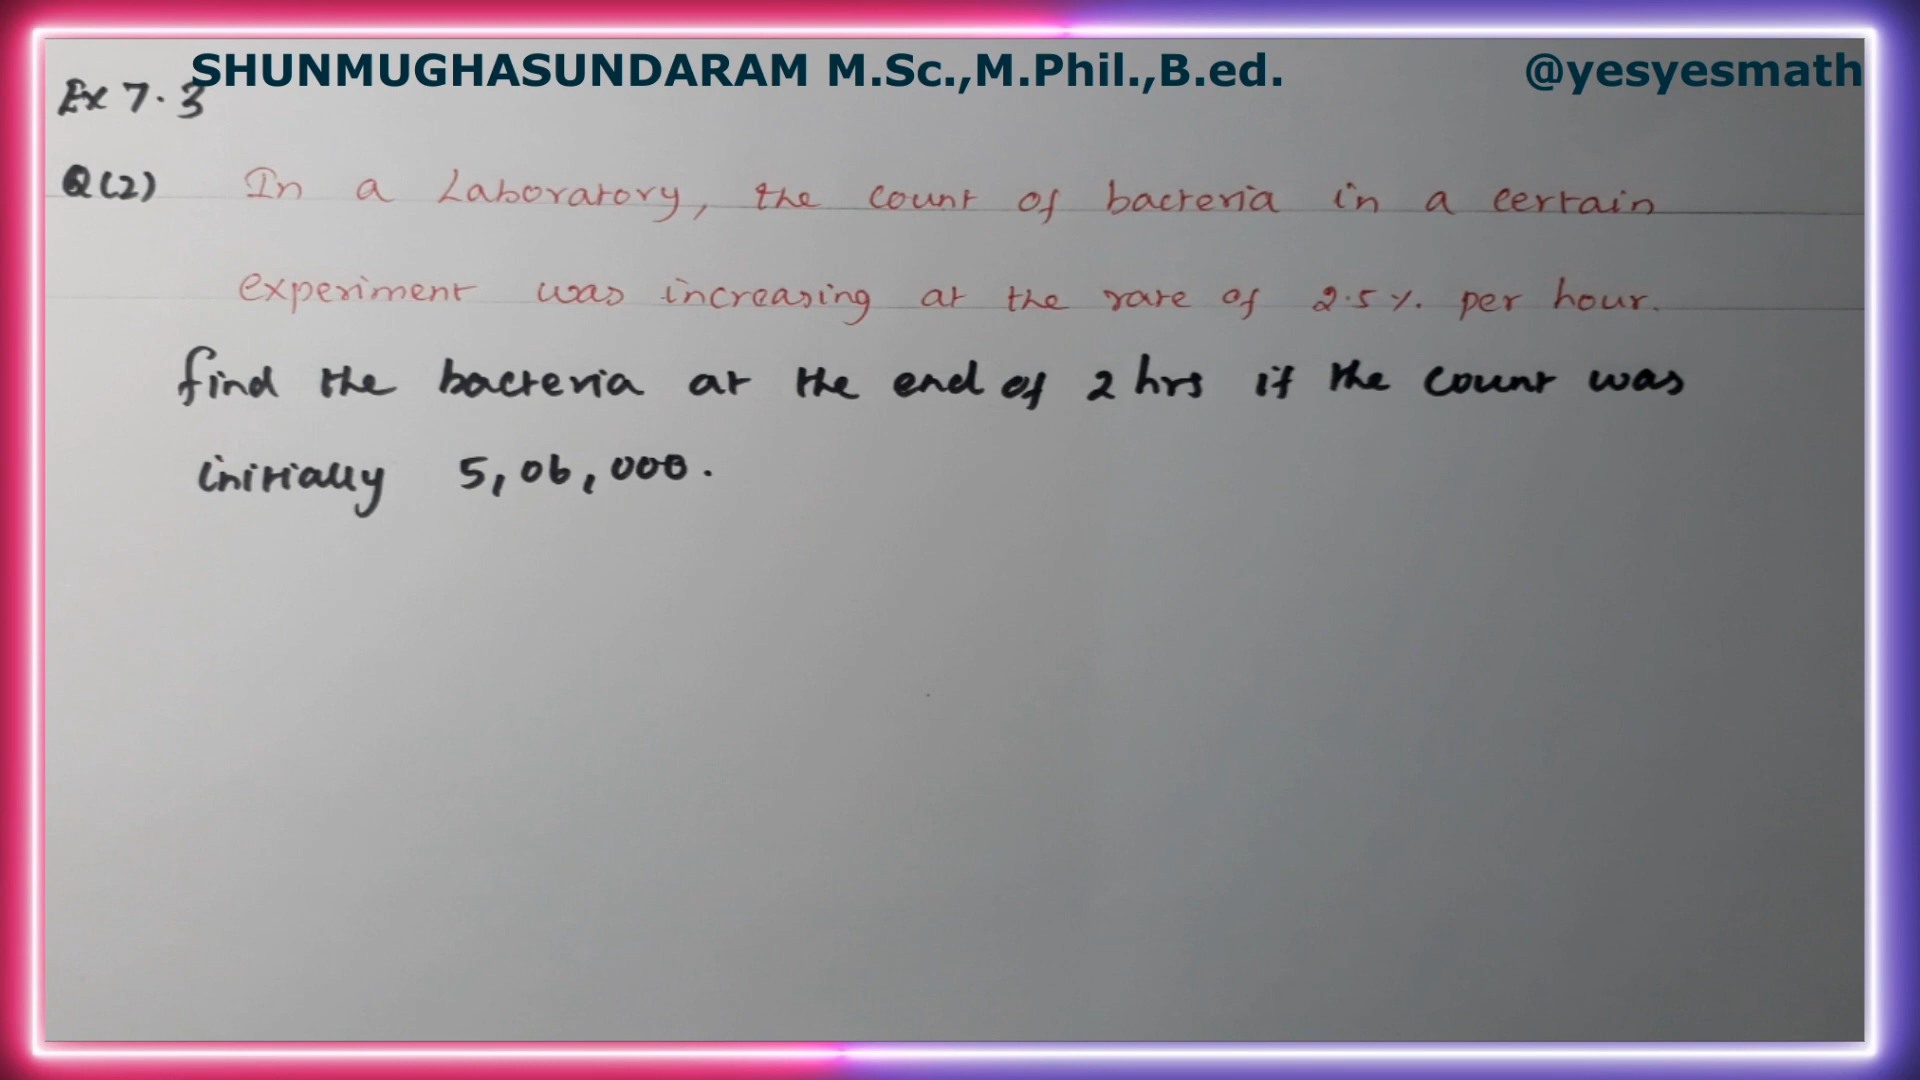 SHUNMUGHASUNDARAM M.Sc.,M.Phil.,B.ed. @yesyesmath
Ex 7.3
Q(2) In a Laboratory, the count of bacteria in a certain
experiment was increasing at the rate of 2.5%. per hour.
find the bacteria at the end of 2 hrs if the count was
initially 5,06,000.